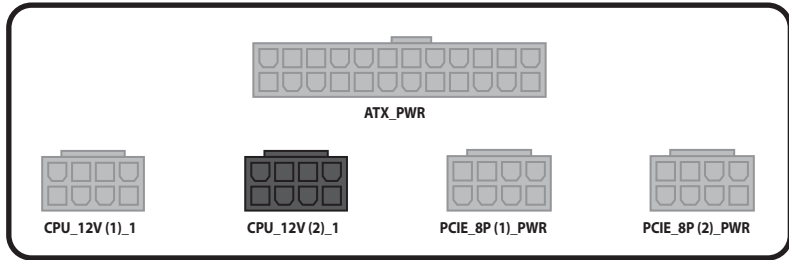 ATX_PWR
CPU_12V (1)_1
CPU_12V (2)_1
PCIE_8P (1)_PWR
PCIE_8P (2)_PWR